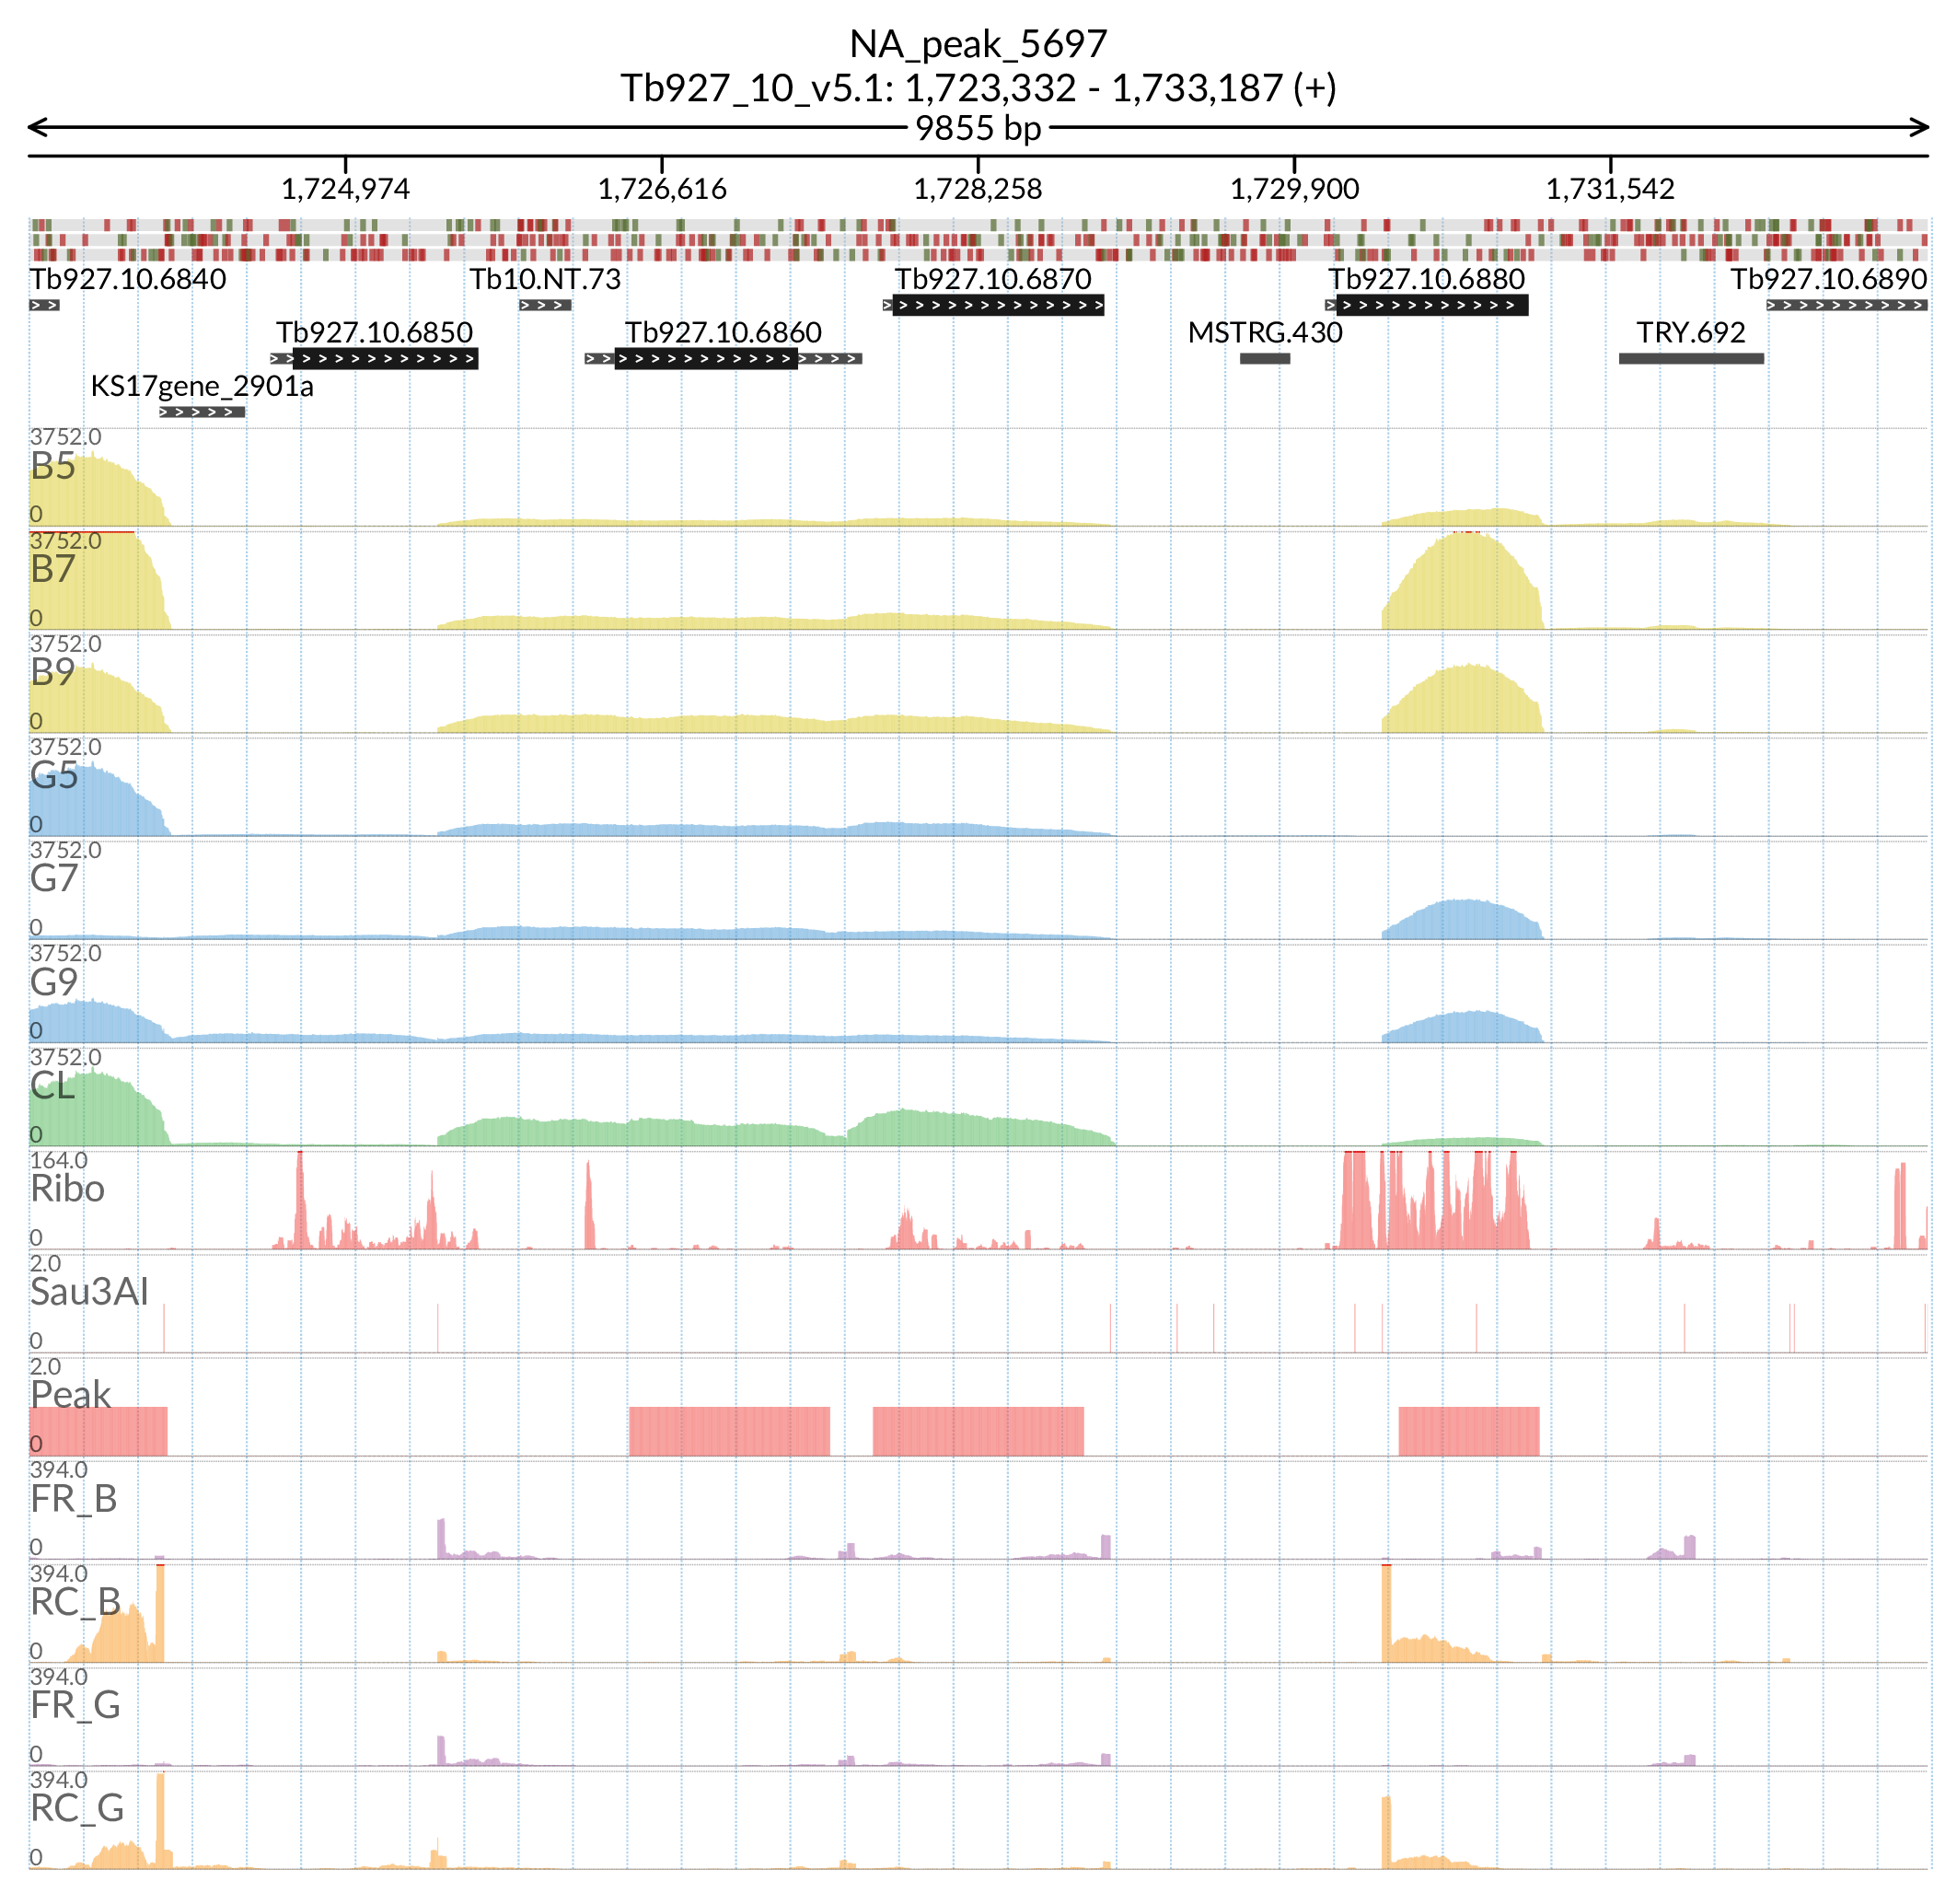 NA_peak_5697
Tb927_10_v5.1: 1,723,332 - 1,733,187 (+)
9855 bp
1,724,974 1,726,616 1,728,258 1,729,900 1,731,542
Tb927.10.6840 Tb10.NT.73 Tb927.10.6870 Tb927.10.6880 Tb927.10.6890
Tb927.10.6850 Tb927.10.6860 MSTRG.430 TRY.692
KS17gene_2901a
3752.0
B5
0
3752.0
B7
0
3752.0
B9
0
3752.0
G5
0
3752.0
G7
0
3752.0
G9
0
3752.0
CL
0
164.0
Ribo
0
2.0
Sau3AI
0
2.0
Peak
0
394.0
FR_B
0
394.0
RC_B
0
394.0
FR_G
0
394.0
RC_G
0